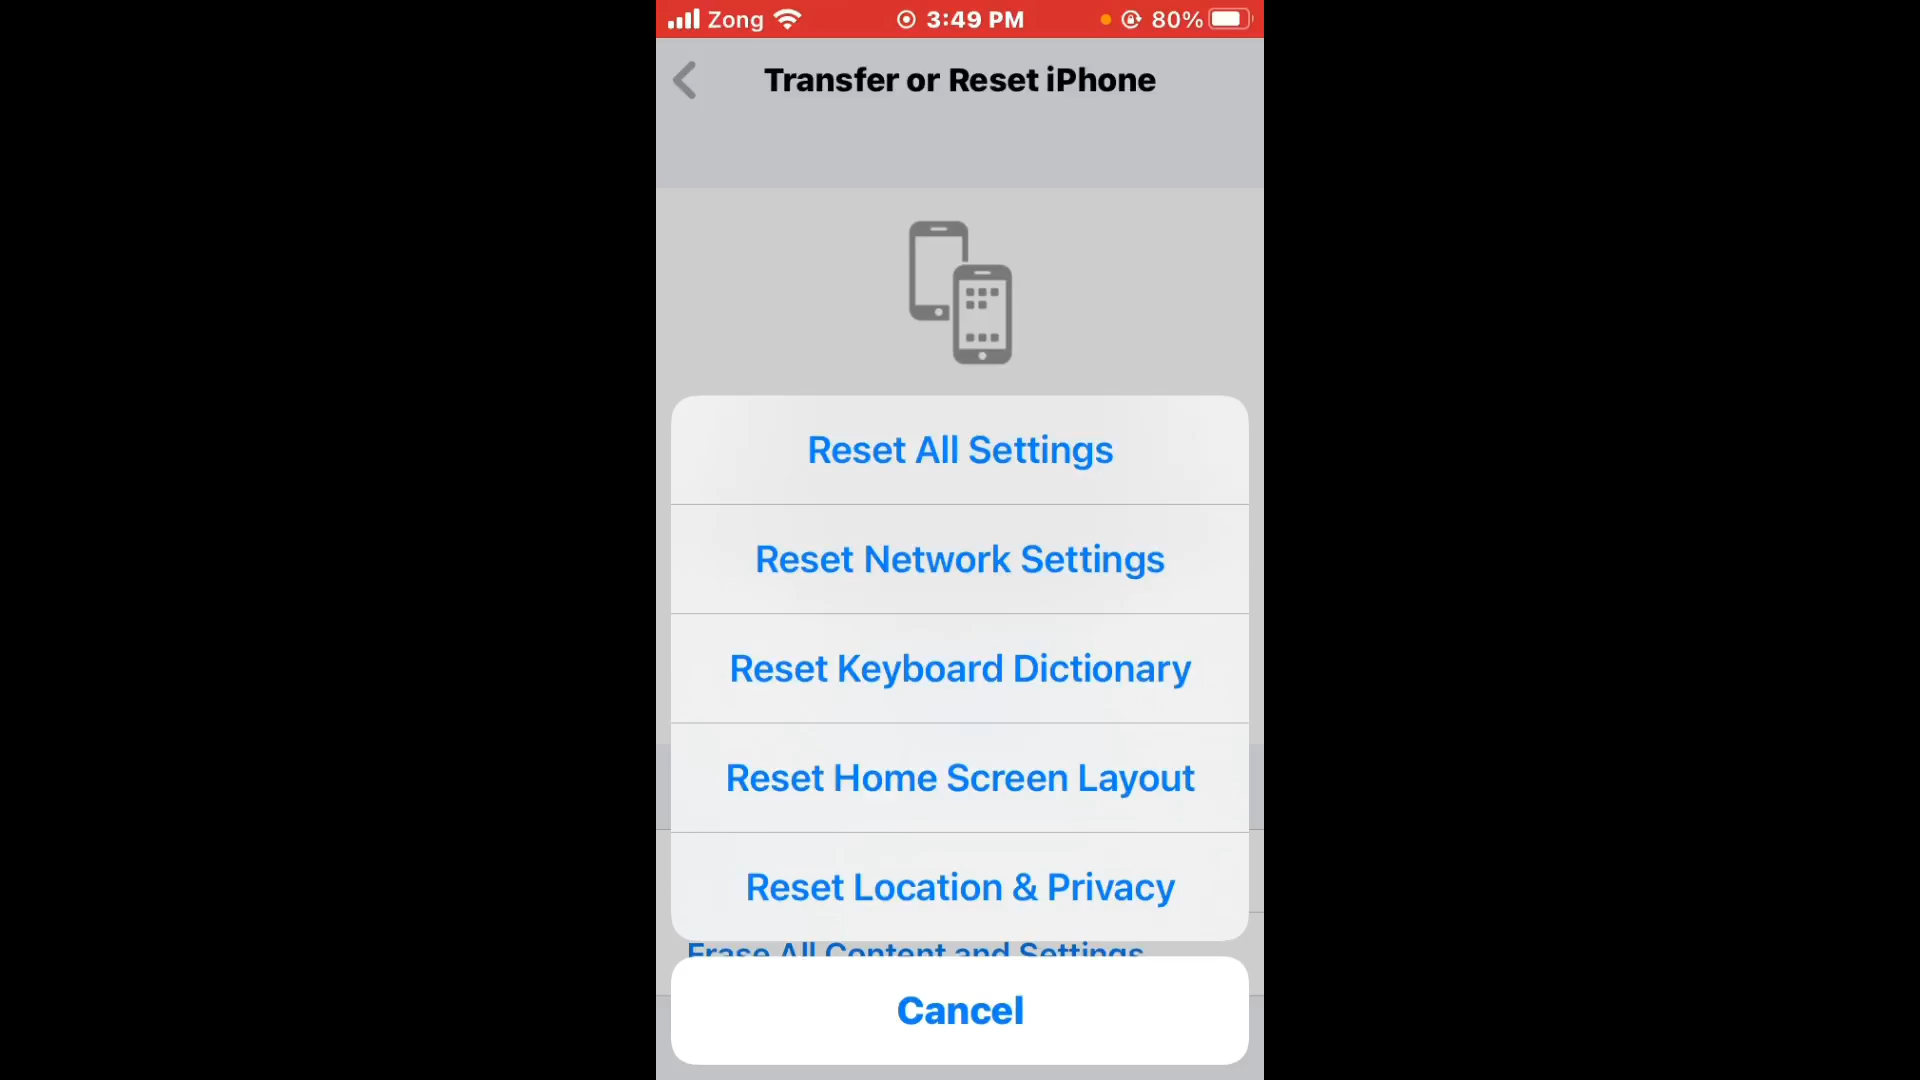 Zong 3:49 PM 80%
Transfer or Reset iPhone
Reset All Settings
Reset Network Settings
Reset Keyboard Dictionary
Reset Home Screen Layout
Reset Location & Privacy
Erase All Content and Settings
Cancel